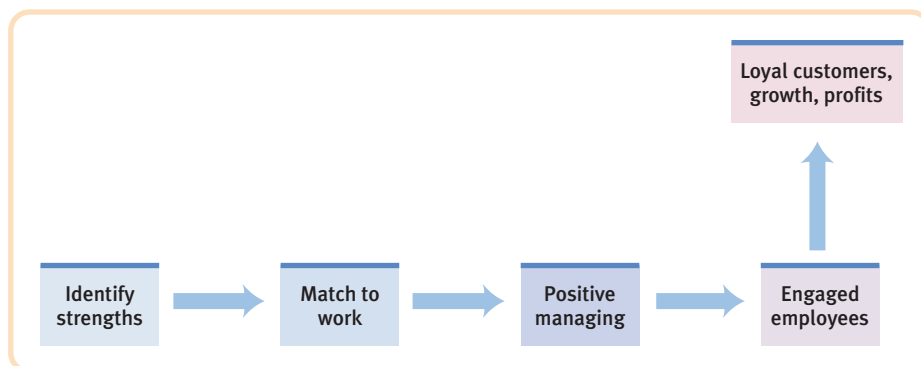 Loyal customers,
growth, profits
Identify
strengths
Match to
work
Positive
managing
Engaged
employees